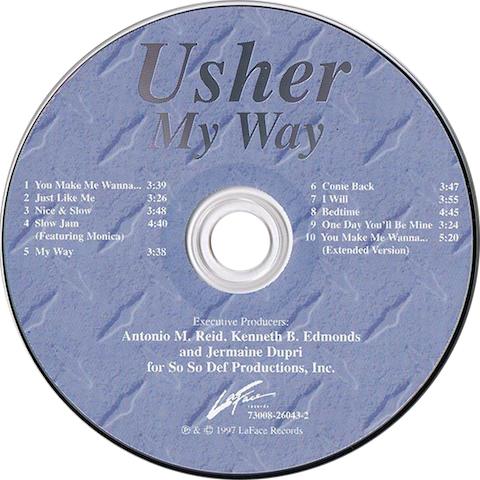 Usher
My Way
1 You Make Me Wanna... 3:39
2 Just Like Me 3:26
3 Nice & Slow 3:48
4 Slow Jam 4:40
(Featuring Monica)
5 My Way 3:38
6 Come Back 3:47
7 I Will 3:55
8 Bedtime 4:45
9 One Day You'll Be Mine 3:24
10 You Make Me Wanna... 5:20
(Extended Version)
Executive Producers:
Antonio M. Reid, Kenneth B. Edmonds
and Jermaine Dupri
for So So Def Productions, Inc.
LaFace
records
73008-26043-2
℗ & © 1997 LaFace Records